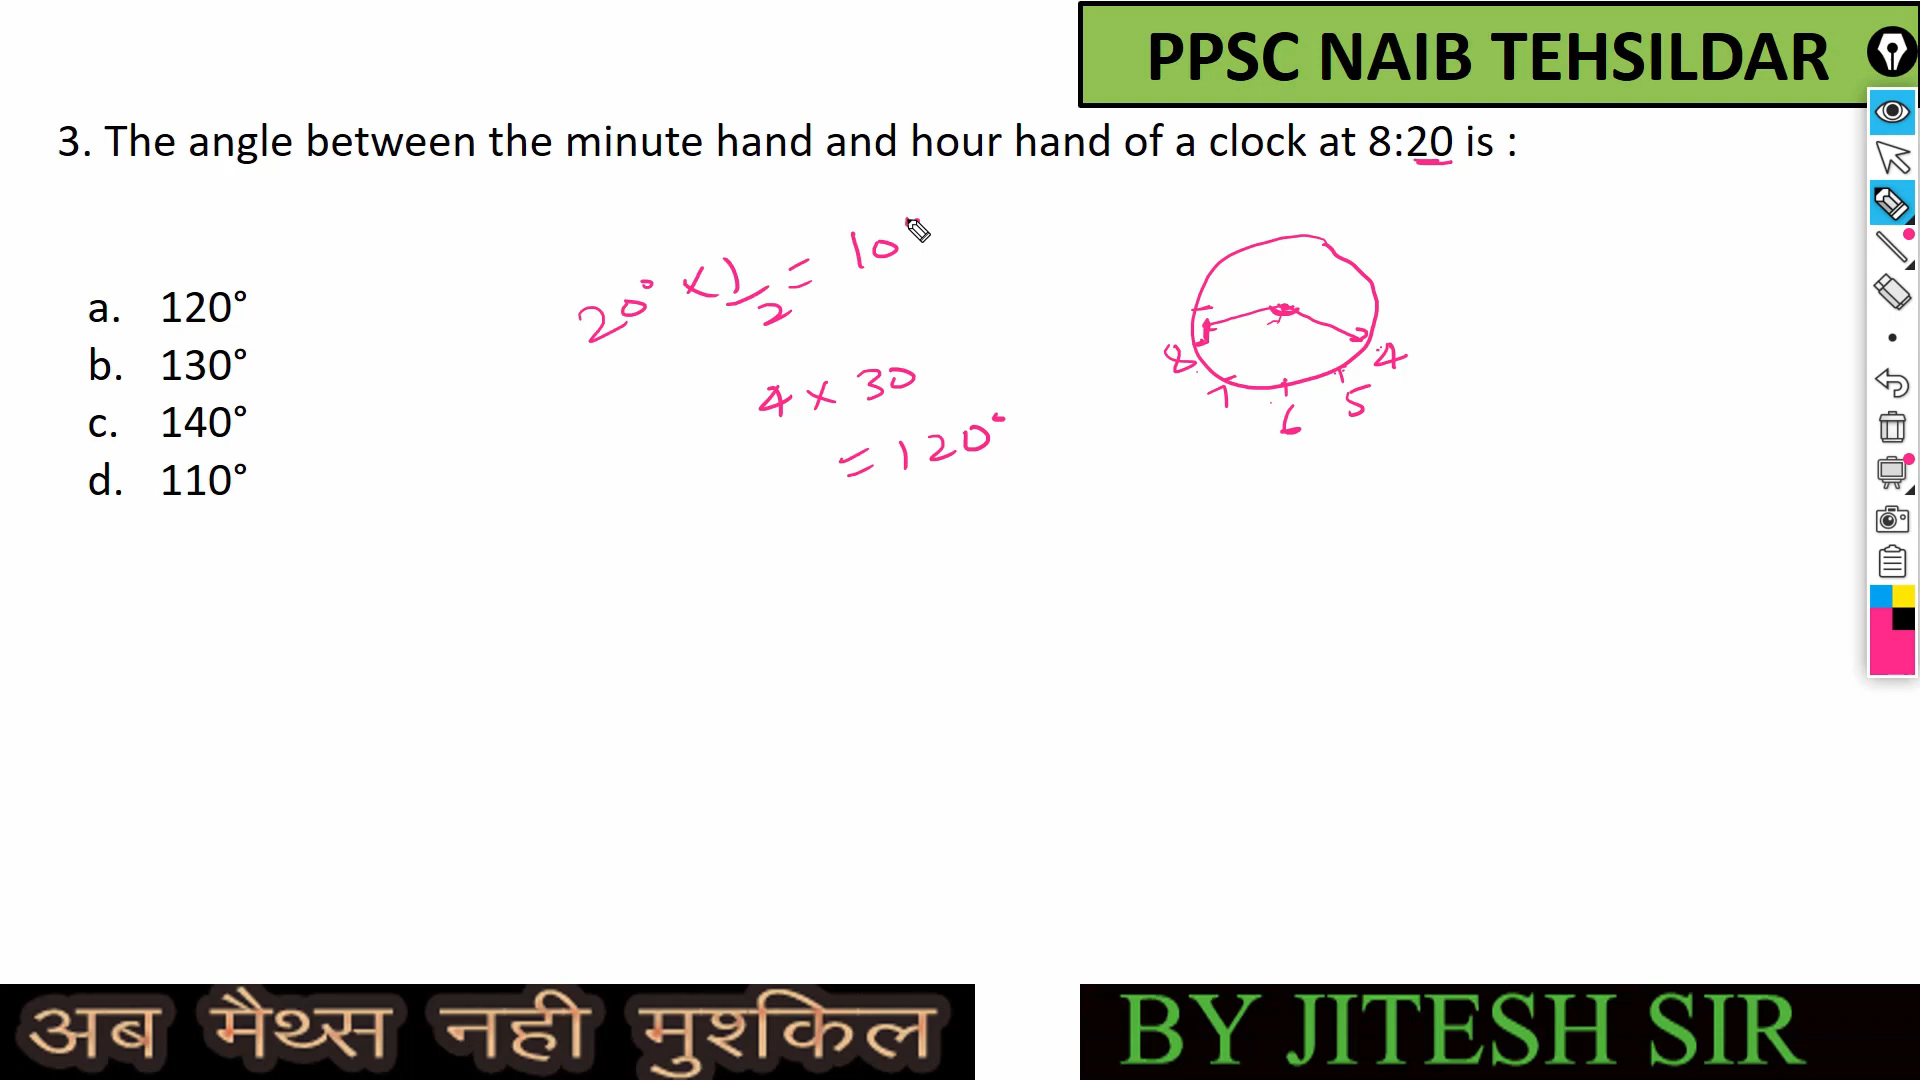 PPSC NAIB TEHSILDAR
3. The angle between the minute hand and hour hand of a clock at 8:20 is :
20° × 1/2 = 10°
a. 120°
b. 130°
c. 140°
d. 110°
4 × 30
= 120°
8
7
6
5
4
अब मैथ्स नही मुश्किल
BY JITESH SIR